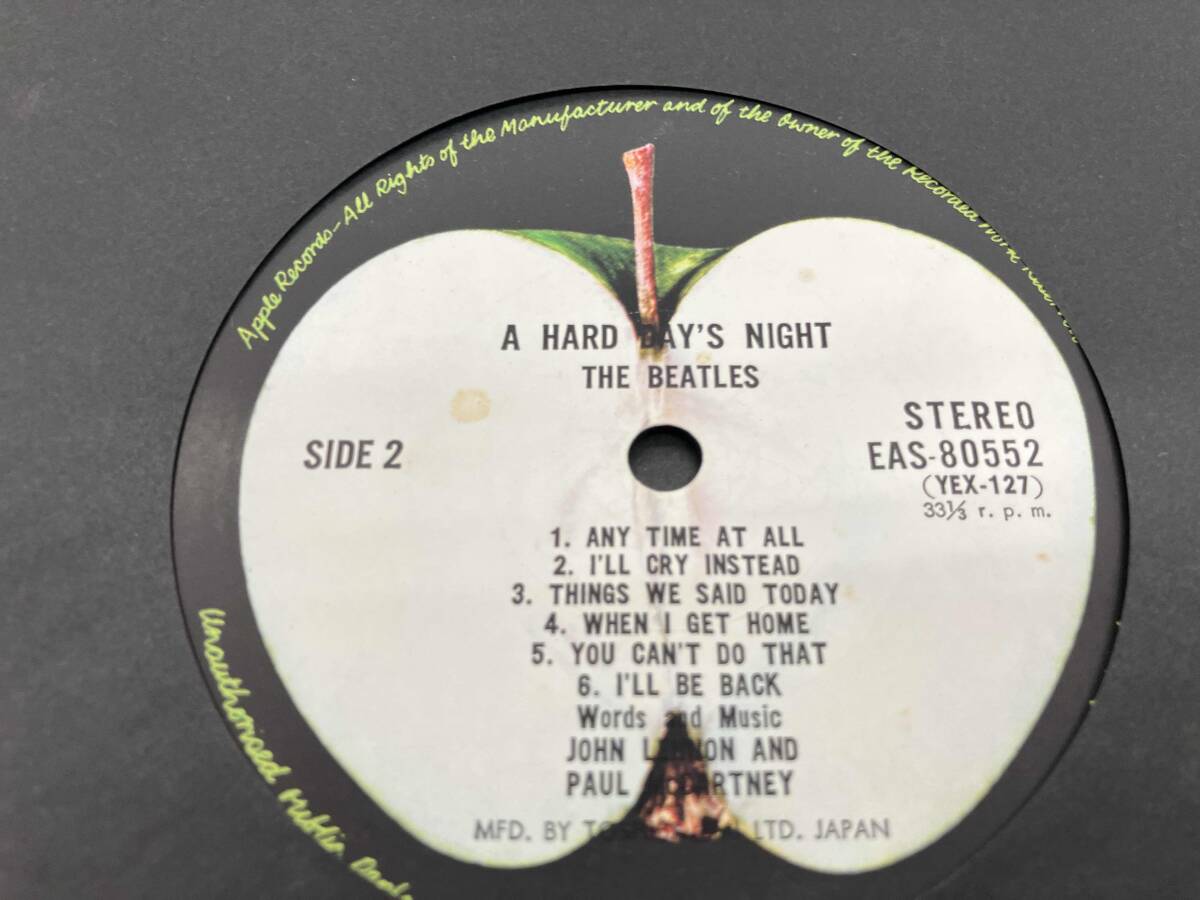 Apple Records-All Rights of the Manufacturer and of the Owner of the Recorded Work
A HARD DAY'S NIGHT
THE BEATLES
SIDE 2
STEREO
EAS-80552
(YEX-127)
33⅓ r. p. m.
1. ANY TIME AT ALL
2. I'LL CRY INSTEAD
3. THINGS WE SAID TODAY
4. WHEN I GET HOME
5. YOU CAN'T DO THAT
6. I'LL BE BACK
Words and Music
JOHN LENNON AND
PAUL McCARTNEY
MFD. BY LTD. JAPAN
Unauthorised Public